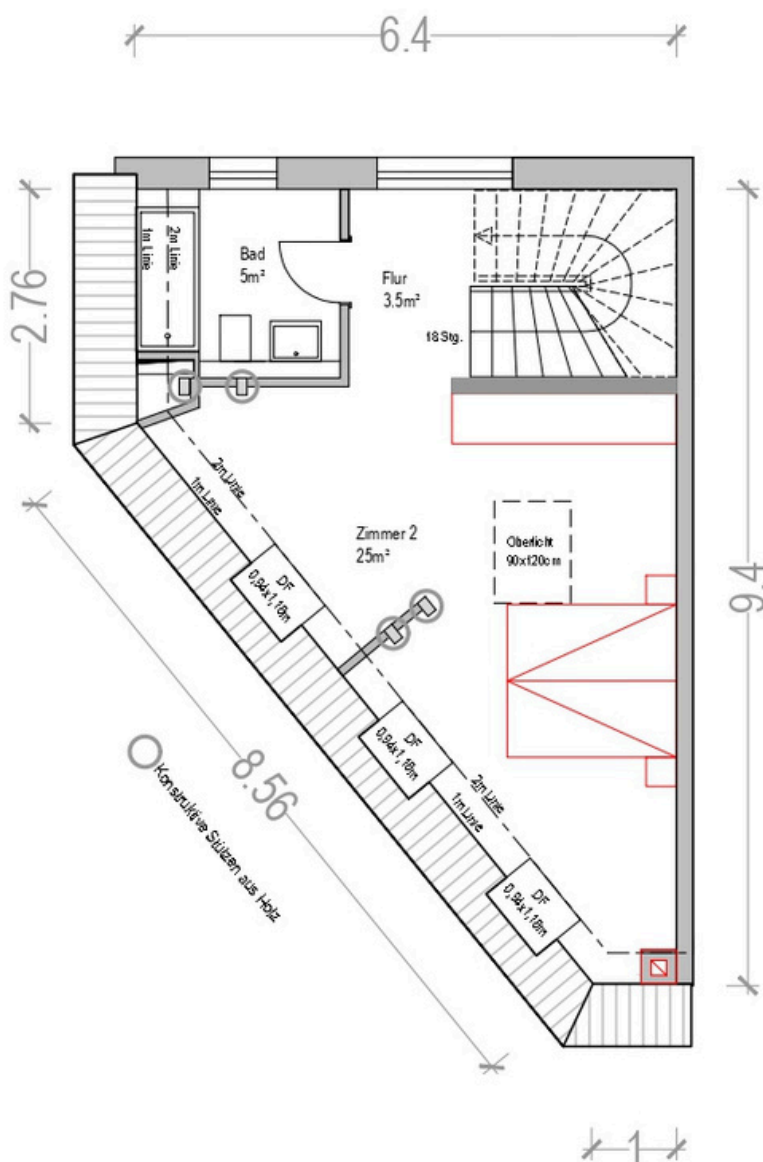 6.4
2.76
1m Linie
2m Linie
Bad
5m²
Flur
3.5m²
18Stg.
2m Linie
1m Linie
Zimmer 2
25m²
Oberlicht
90x120cm
9.4
DF
0,94x1,18m
DF
0,94x1,18m
2m Linie
1m Linie
DF
0,94x1,18m
8.56
Konstruktive Stützen aus Holz
1